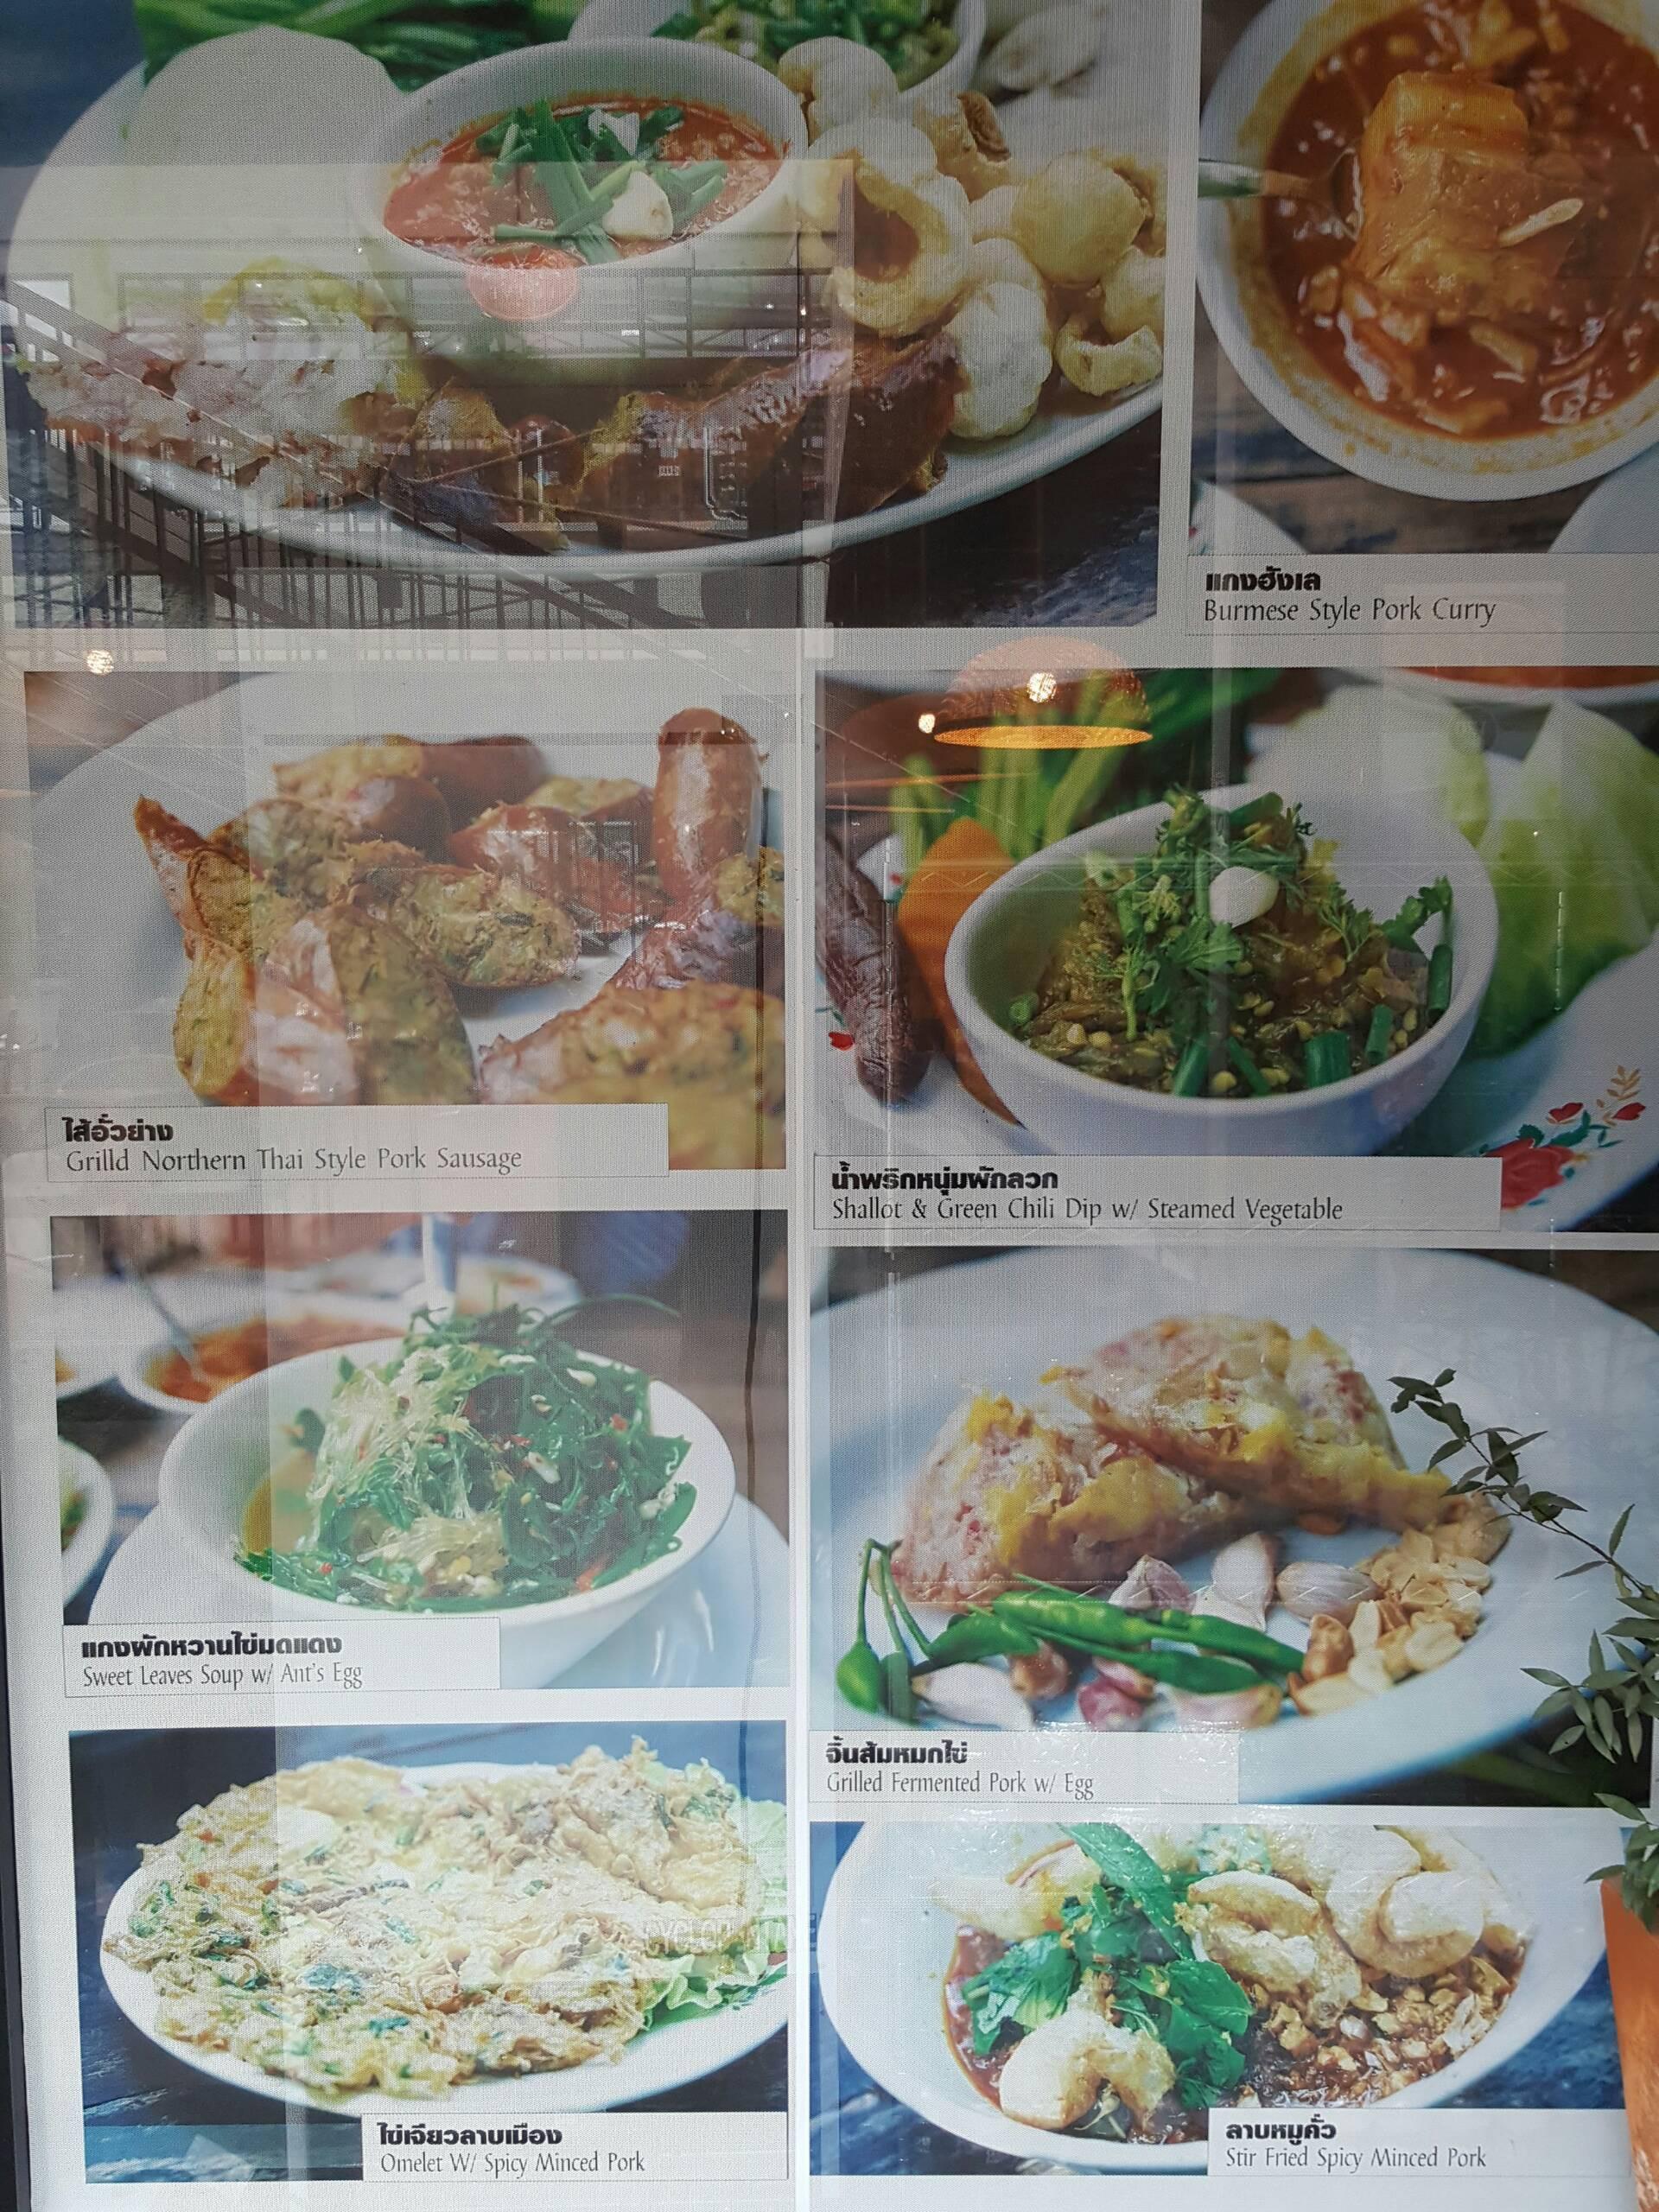 แกงฮังเล
Burmese Style Pork Curry
ไส้อั่วย่าง
Grilld Northern Thai Style Pork Sausage
น้ำพริกหนุ่มผักลวก
Shallot & Green Chili Dip w/ Steamed Vegetable
แกงผักหวานไข่มดแดง
Sweet Leaves Soup w/ Ant's Egg
จิ้นส้มหมกไข่
Grilled Fermented Pork w/ Egg
ไข่เจียวลาบเมือง
Omelet W/ Spicy Minced Pork
ลาบหมูคั่ว
Stir Fried Spicy Minced Pork